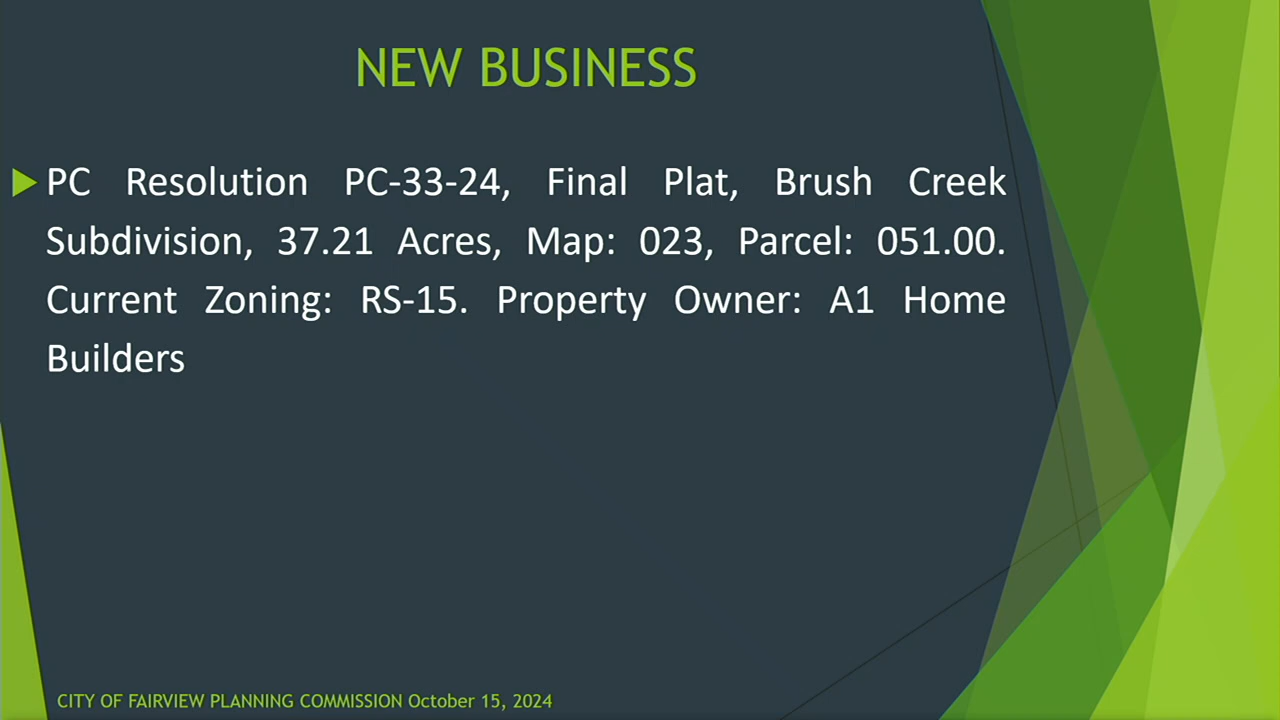 NEW BUSINESS
PC Resolution PC-33-24, Final Plat, Brush Creek
Subdivision, 37.21 Acres, Map: 023, Parcel: 051.00.
Current Zoning: RS-15. Property Owner: A1 Home
Builders
CITY OF FAIRVIEW PLANNING COMMISSION October 15, 2024